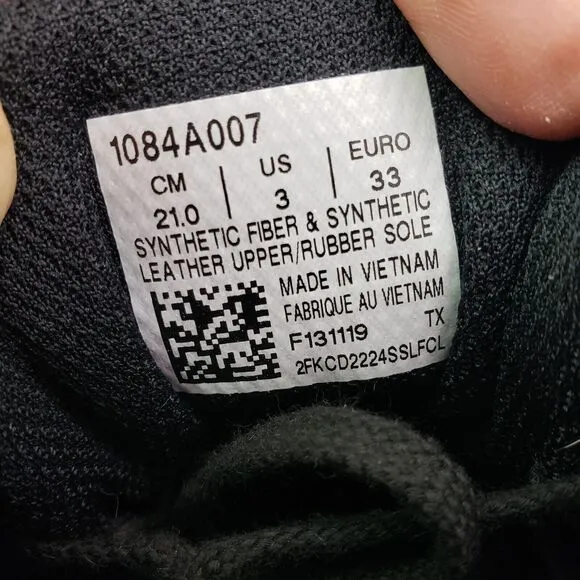 1084A007
CM | US | EURO
21.0 | 3 | 33
SYNTHETIC FIBER & SYNTHETIC
LEATHER UPPER/RUBBER SOLE
MADE IN VIETNAM
FABRIQUE AU VIETNAM
F131119 TX
2FKCD2224SSLFCL